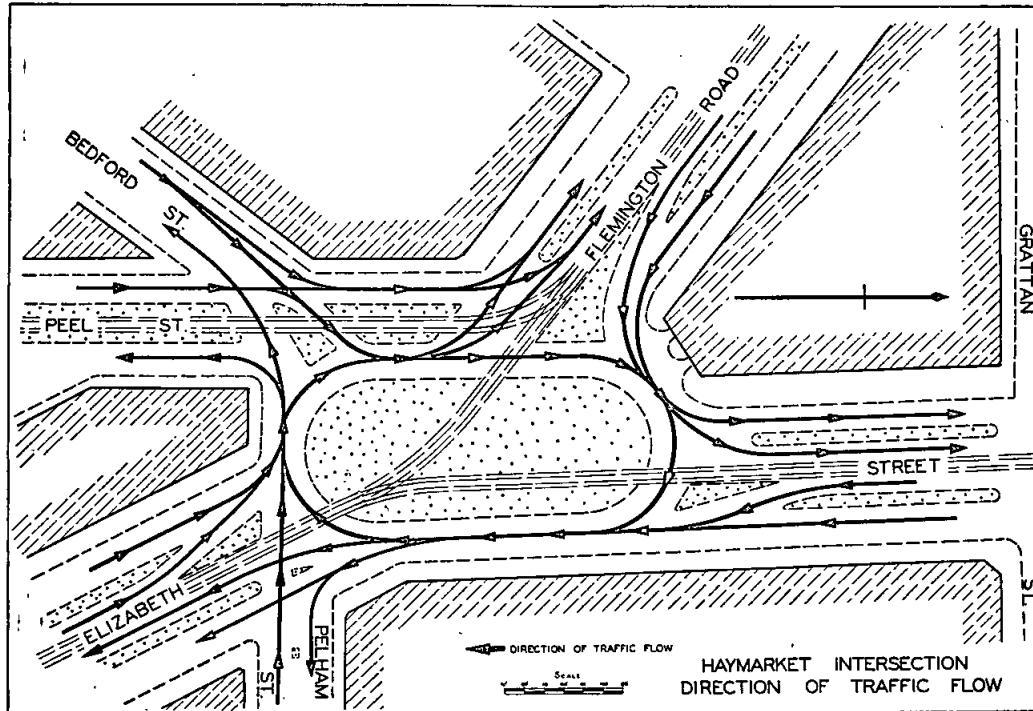 BEDFORD ST.
FLEMINGTON ROAD
GRATTAN
PEEL ST.
STREET
ELIZABETH
PELHAM
ST.
DIRECTION OF TRAFFIC FLOW
SCALE
HAYMARKET INTERSECTION
DIRECTION OF TRAFFIC FLOW